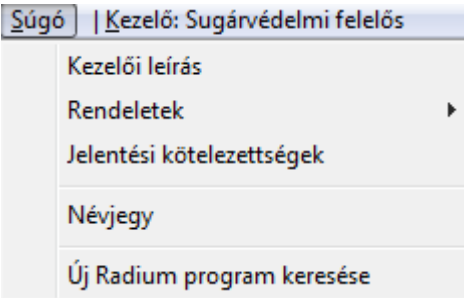 Súgó | Kezelő: Sugárvédelmi felelős
Kezelői leírás
Rendeletek
Jelentési kötelezettségek
Névjegy
Új Radium program keresése